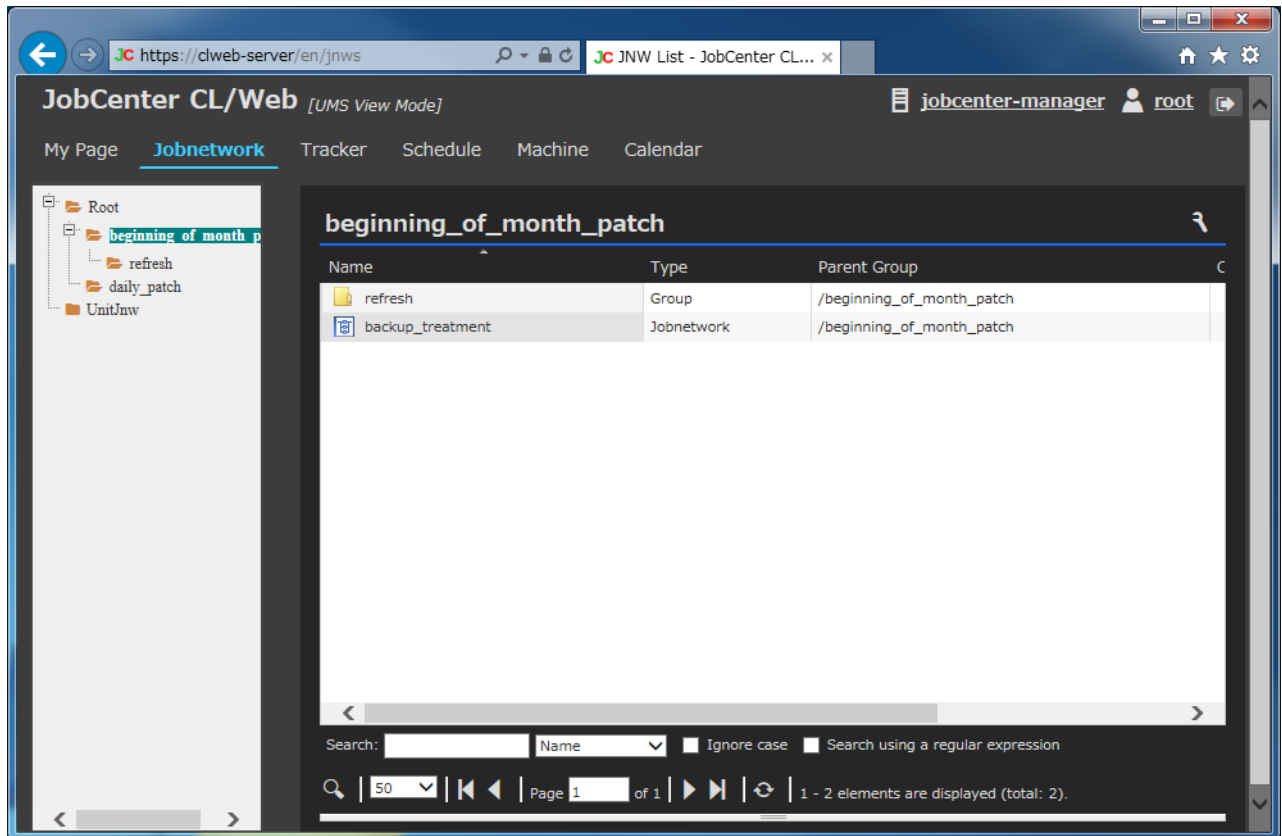 JC https://clweb-server/en/jnws
JC JNW List - JobCenter CL...
JobCenter CL/Web [UMS View Mode]
jobcenter-manager root
My Page Jobnetwork Tracker Schedule Machine Calendar
Root
beginning_of_month_p
refresh
daily_patch
UnitJnw
beginning_of_month_patch
Name Type Parent Group C
refresh Group /beginning_of_month_patch
backup_treatment Jobnetwork /beginning_of_month_patch
Search: Name Ignore case Search using a regular expression
50 Page 1 of 1 1 - 2 elements are displayed (total: 2).